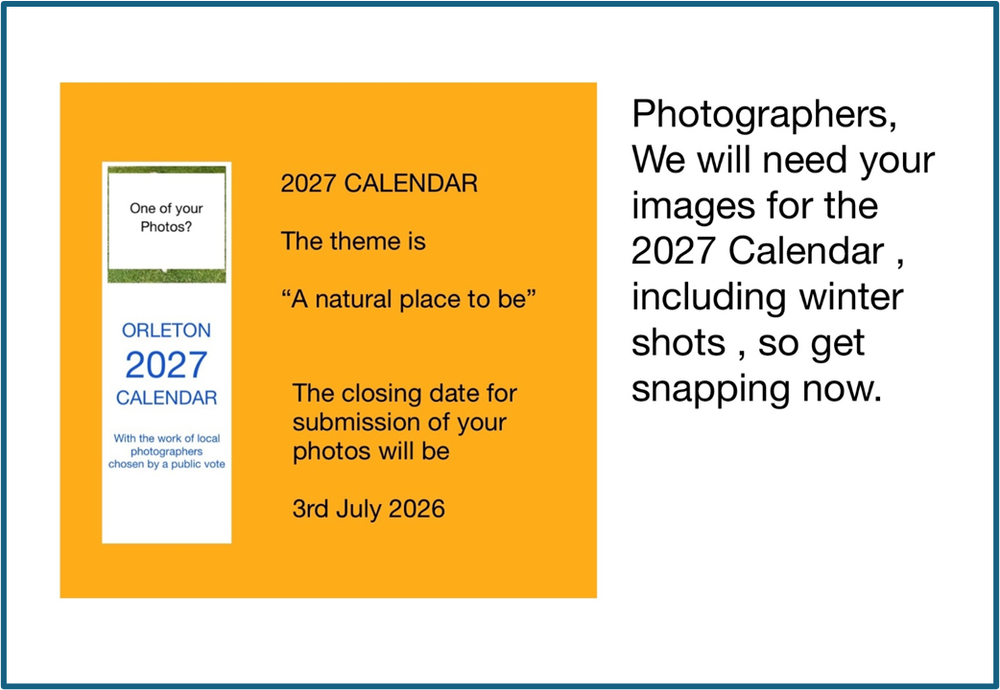 One of your
Photos?
ORLETON
2027
CALENDAR
With the work of local
photographers
chosen by a public vote
2027 CALENDAR
The theme is
“A natural place to be”
The closing date for
submission of your
photos will be
3rd July 2026
Photographers,
We will need your
images for the
2027 Calendar ,
including winter
shots , so get
snapping now.